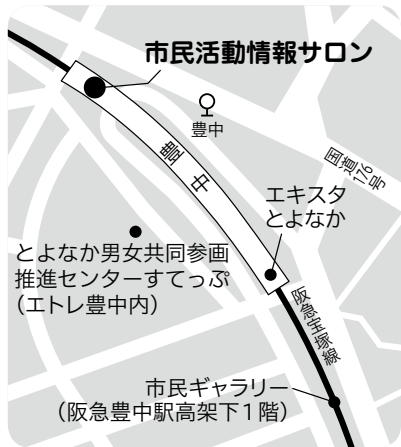 市民活動情報サロン
豊中
豊中
国道176号
エキスタ
とよなか
とよなか男女共同参画
推進センターすてっぷ
(エトレ豊中内)
阪急宝塚線
市民ギャラリー
(阪急豊中駅高架下1階)